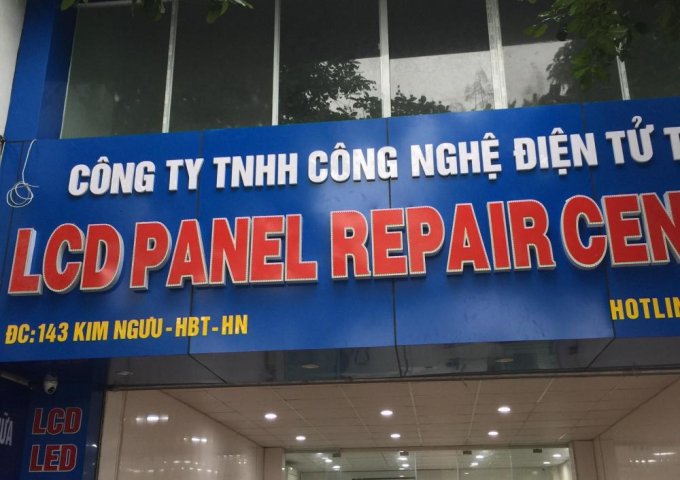 CÔNG TY TNHH CÔNG NGHỆ ĐIỆN TỬ T
LCD PANEL REPAIR CEN
ĐC: 143 KIM NGƯU - HBT - HN
HOTLIN
LCD
LED